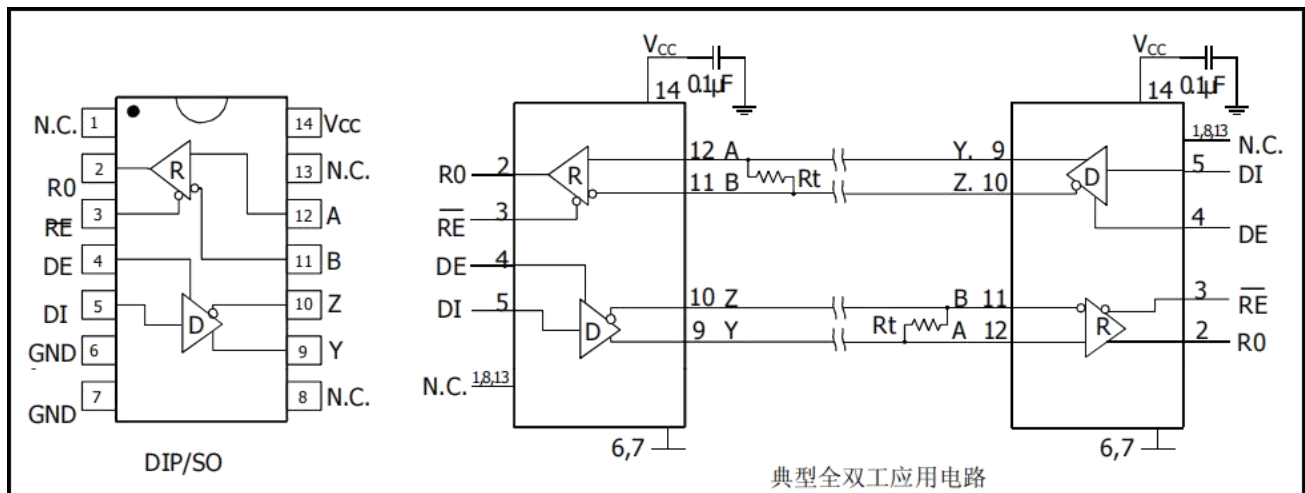 N.C. 1
R0 2
RE 3
DE 4
DI 5
GND 6
GND 7
14 Vcc
13 N.C.
12 A
11 B
10 Z
9 Y
8 N.C.
R
D
DIP/SO
VCC
14 0.1µF
R0 2
RE 3
DE 4
DI 5
N.C. 1,8,13
R
D
12 A
11 B
Rt
10 Z
9 Y
6,7
Y. 9
Z. 10
B 11
Rt
A 12
VCC
14 0.1µF
1,8,13 N.C.
5 DI
4 DE
3 RE
2 R0
D
R
6,7
典型全双工应用电路